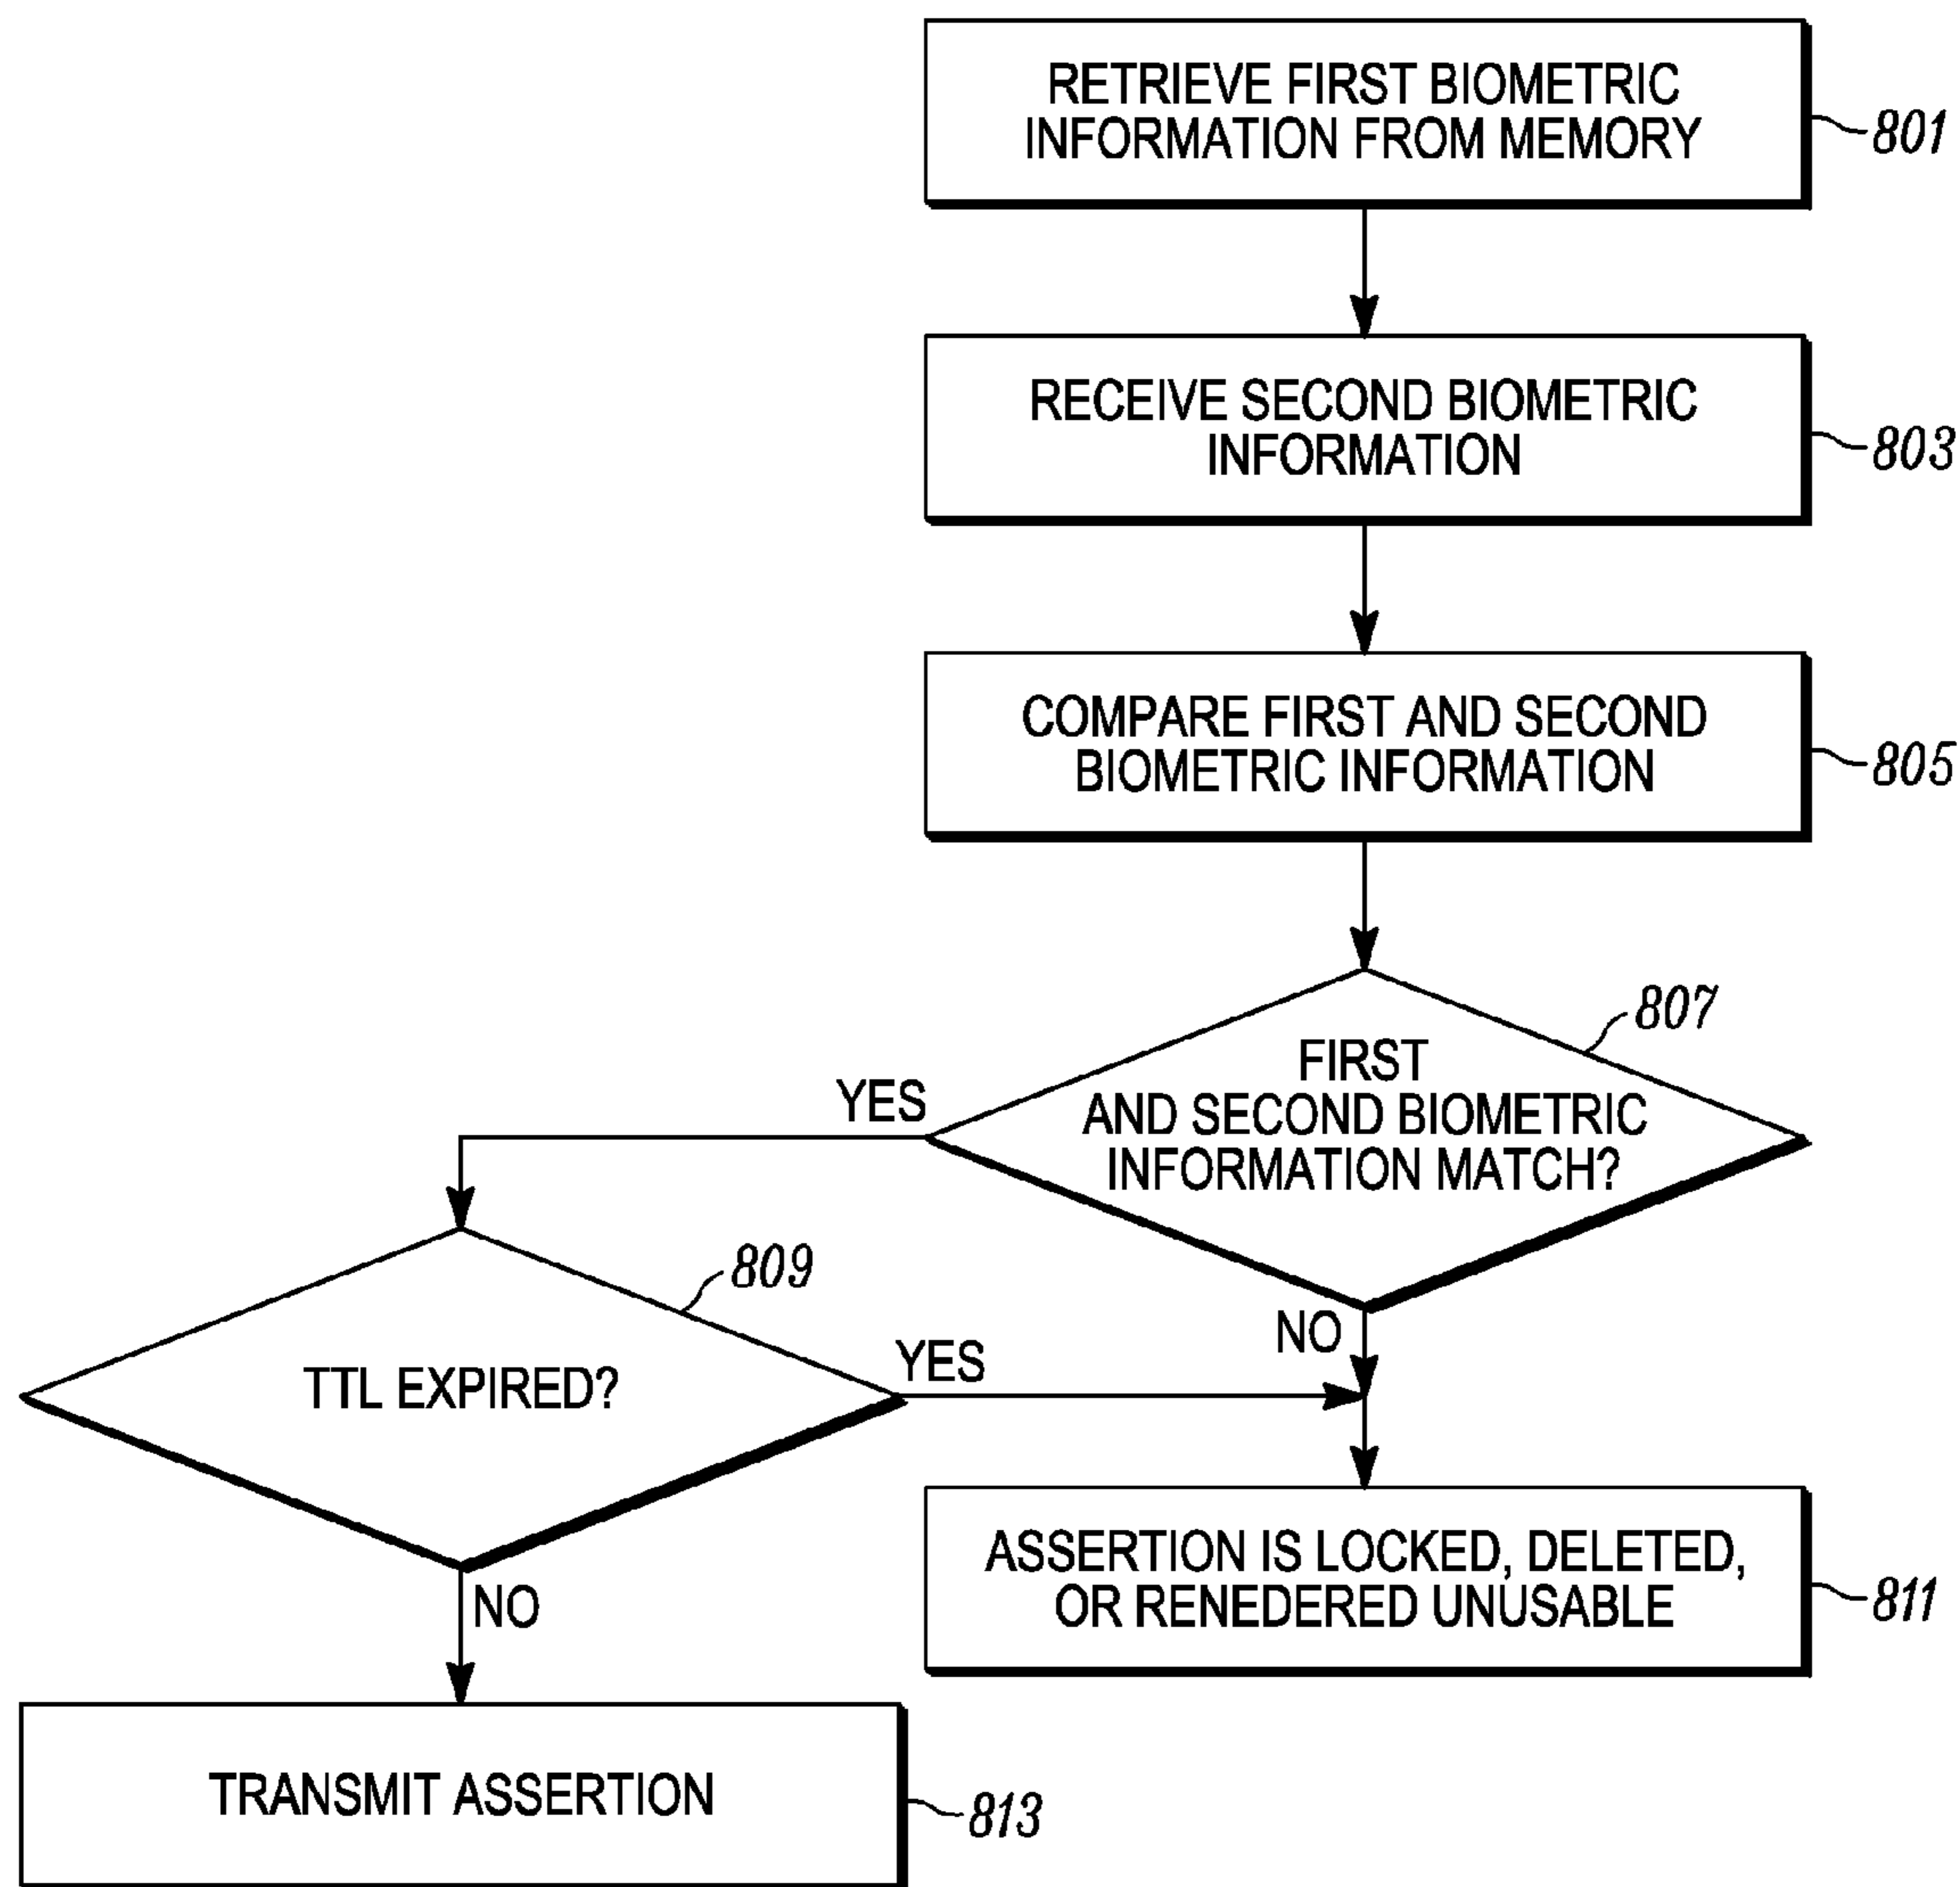 RETRIEVE FIRST BIOMETRIC
INFORMATION FROM MEMORY
801
RECEIVE SECOND BIOMETRIC
INFORMATION
803
COMPARE FIRST AND SECOND
BIOMETRIC INFORMATION
805
807
FIRST
AND SECOND BIOMETRIC
INFORMATION MATCH?
YES
NO
809
TTL EXPIRED?
YES
NO
ASSERTION IS LOCKED, DELETED,
OR RENEDERED UNUSABLE
811
TRANSMIT ASSERTION
813